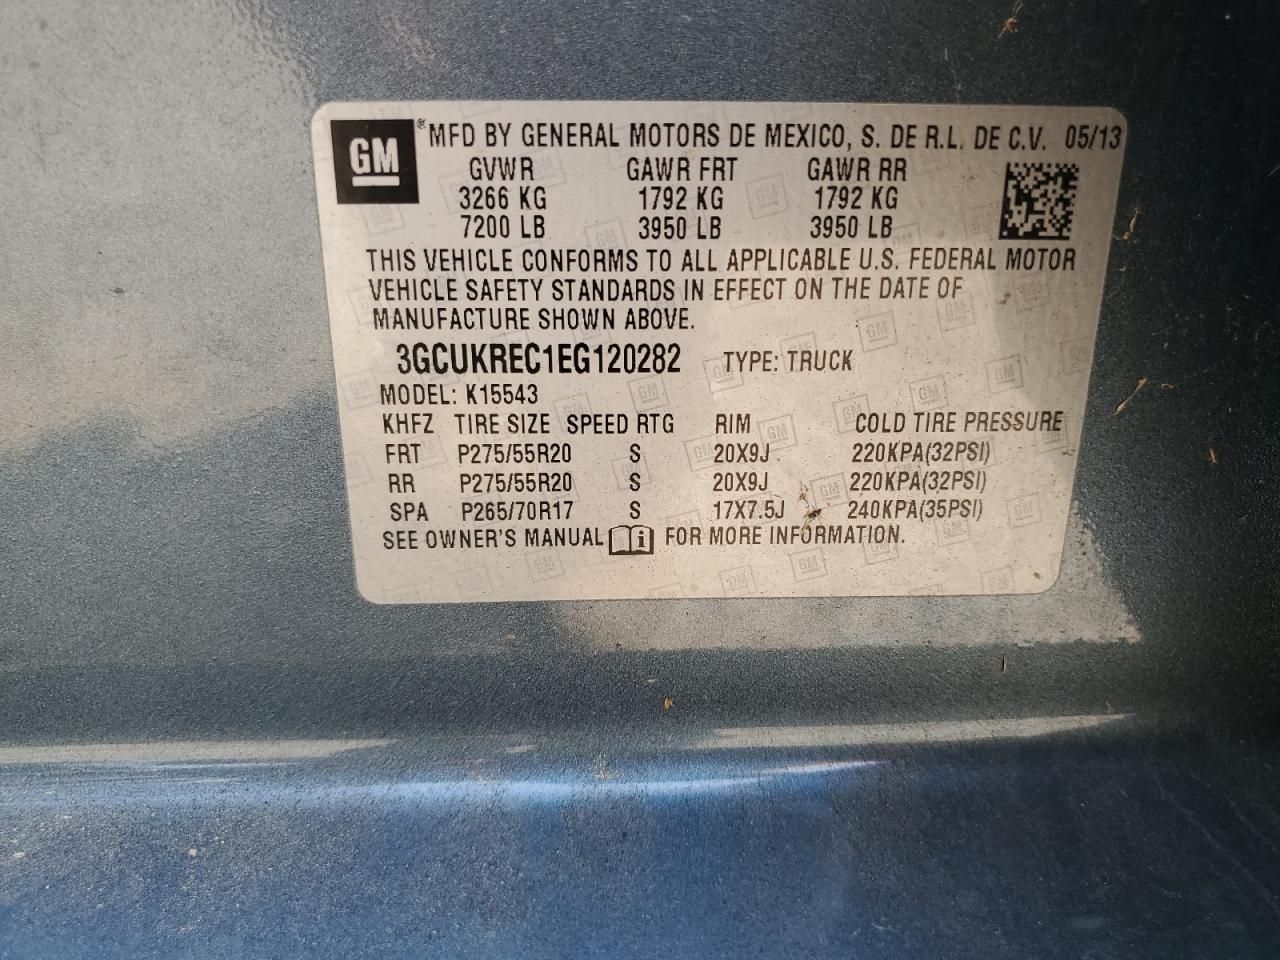 GM ® MFD BY GENERAL MOTORS DE MEXICO, S. DE R.L. DE C.V. 05/13
GVWR GAWR FRT GAWR RR
3266 KG 1792 KG 1792 KG
7200 LB 3950 LB 3950 LB
THIS VEHICLE CONFORMS TO ALL APPLICABLE U.S. FEDERAL MOTOR
VEHICLE SAFETY STANDARDS IN EFFECT ON THE DATE OF
MANUFACTURE SHOWN ABOVE.
3GCUKREC1EG120282 TYPE: TRUCK
MODEL: K15543
KHFZ TIRE SIZE SPEED RTG RIM COLD TIRE PRESSURE
FRT P275/55R20 S 20X9J 220KPA(32PSI)
RR P275/55R20 S 20X9J 220KPA(32PSI)
SPA P265/70R17 S 17X7.5J 240KPA(35PSI)
SEE OWNER'S MANUAL i FOR MORE INFORMATION.